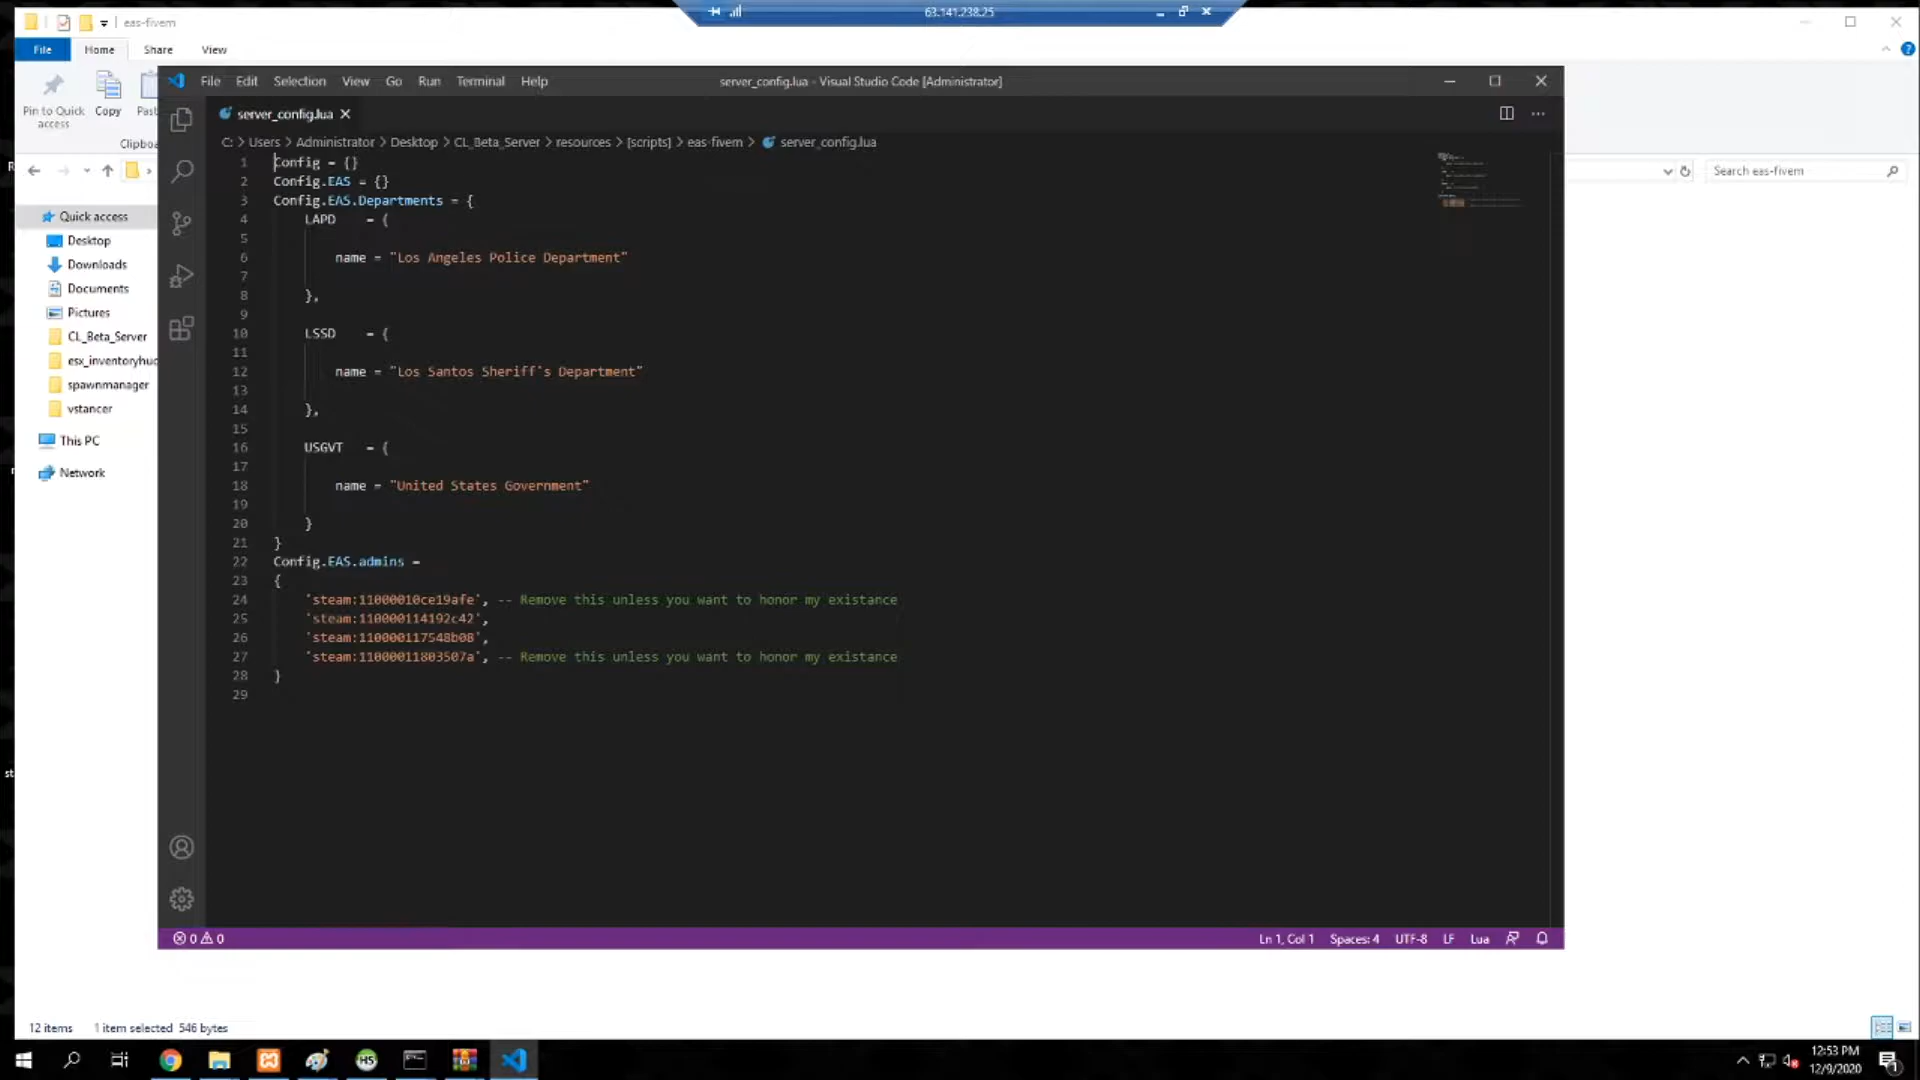 eas-fivem
63.141.238.25
File Home Share View
Pin to Quick access
Copy
Clipboa
File Edit Selection View Go Run Terminal Help
server_config.lua - Visual Studio Code [Administrator]
server_config.lua
C: > Users > Administrator > Desktop > CL_Beta_Server > resources > [scripts] > eas-fivem > server_config.lua
Search eas-fivem
Quick access
Desktop
Downloads
Documents
Pictures
CL_Beta_Server
esx_inventoryhuc
spawnmanager
vstancer
This PC
Network
1 Config = {}
2 Config.EAS = {}
3 Config.EAS.Departments = {
4 LAPD = {
5
6 name = "Los Angeles Police Department"
7
8 },
9
10 LSSD = {
11
12 name = "Los Santos Sheriff's Department"
13
14 },
15
16 USGVT = {
17
18 name = "United States Government"
19
20 }
21 }
22 Config.EAS.admins =
23 {
24 'steam:11000010ce19afe', -- Remove this unless you want to honor my existance
25 'steam:110000114192c42',
26 'steam:110000117548b08',
27 'steam:11000011803507a', -- Remove this unless you want to honor my existance
28 }
29
0 0
Ln 1, Col 1 Spaces: 4 UTF-8 LF Lua
12 items 1 item selected 546 bytes
12:53 PM
12/9/2020